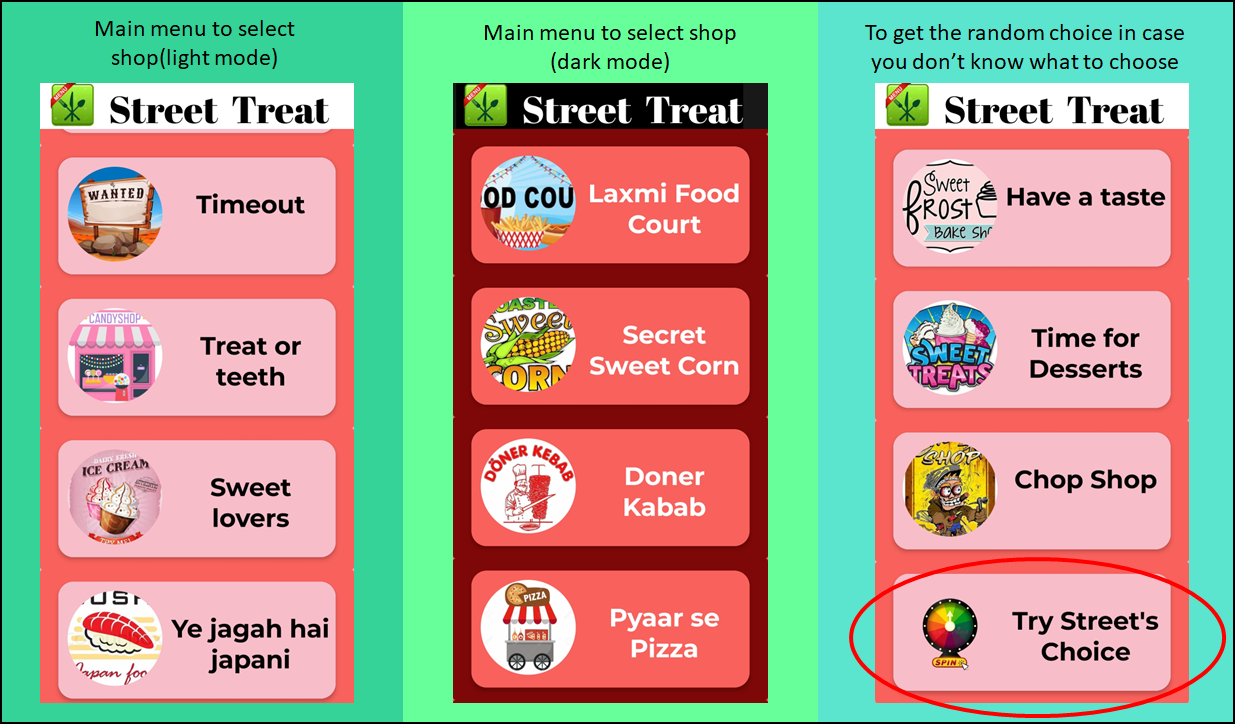 Main menu to select
shop(light mode)
MENU
Street Treat
WANTED
Timeout
CANDYSHOP
Treat or
teeth
DAIRY FRESH
ICE CREAM
TRY ME!
Sweet
lovers
USH
Japan foo
Ye jagah hai
japani
Main menu to select shop
(dark mode)
MENU
Street Treat
OD COU
Laxmi Food
Court
OASTE
Sweet
CORN
Secret
Sweet Corn
DÖNER KEBAB
Doner
Kabab
PIZZA
Pyaar se
Pizza
To get the random choice in case
you don’t know what to choose
MENU
Street Treat
Sweet
FROST
BAKE SHO
Have a taste
SWEET
TREATS
Time for
Desserts
SHOP
Chop Shop
SPIN
Try Street's
Choice